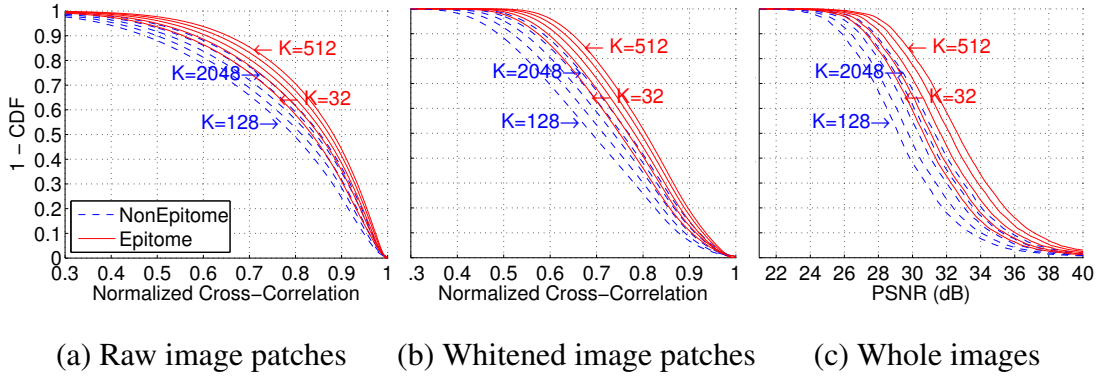 1 − CDF
1
0.9
0.8
0.7
0.6
0.5
0.4
0.3
0.2
0.1
0
K=512
K=2048
K=32
K=128
NonEpitome
Epitome
0.3 0.4 0.5 0.6 0.7 0.8 0.9 1
Normalized Cross−Correlation
(a) Raw image patches
K=512
K=2048
K=32
K=128
0.3 0.4 0.5 0.6 0.7 0.8 0.9 1
Normalized Cross−Correlation
(b) Whitened image patches
K=512
K=2048
K=32
K=128
22 24 26 28 30 32 34 36 38 40
PSNR (dB)
(c) Whole images